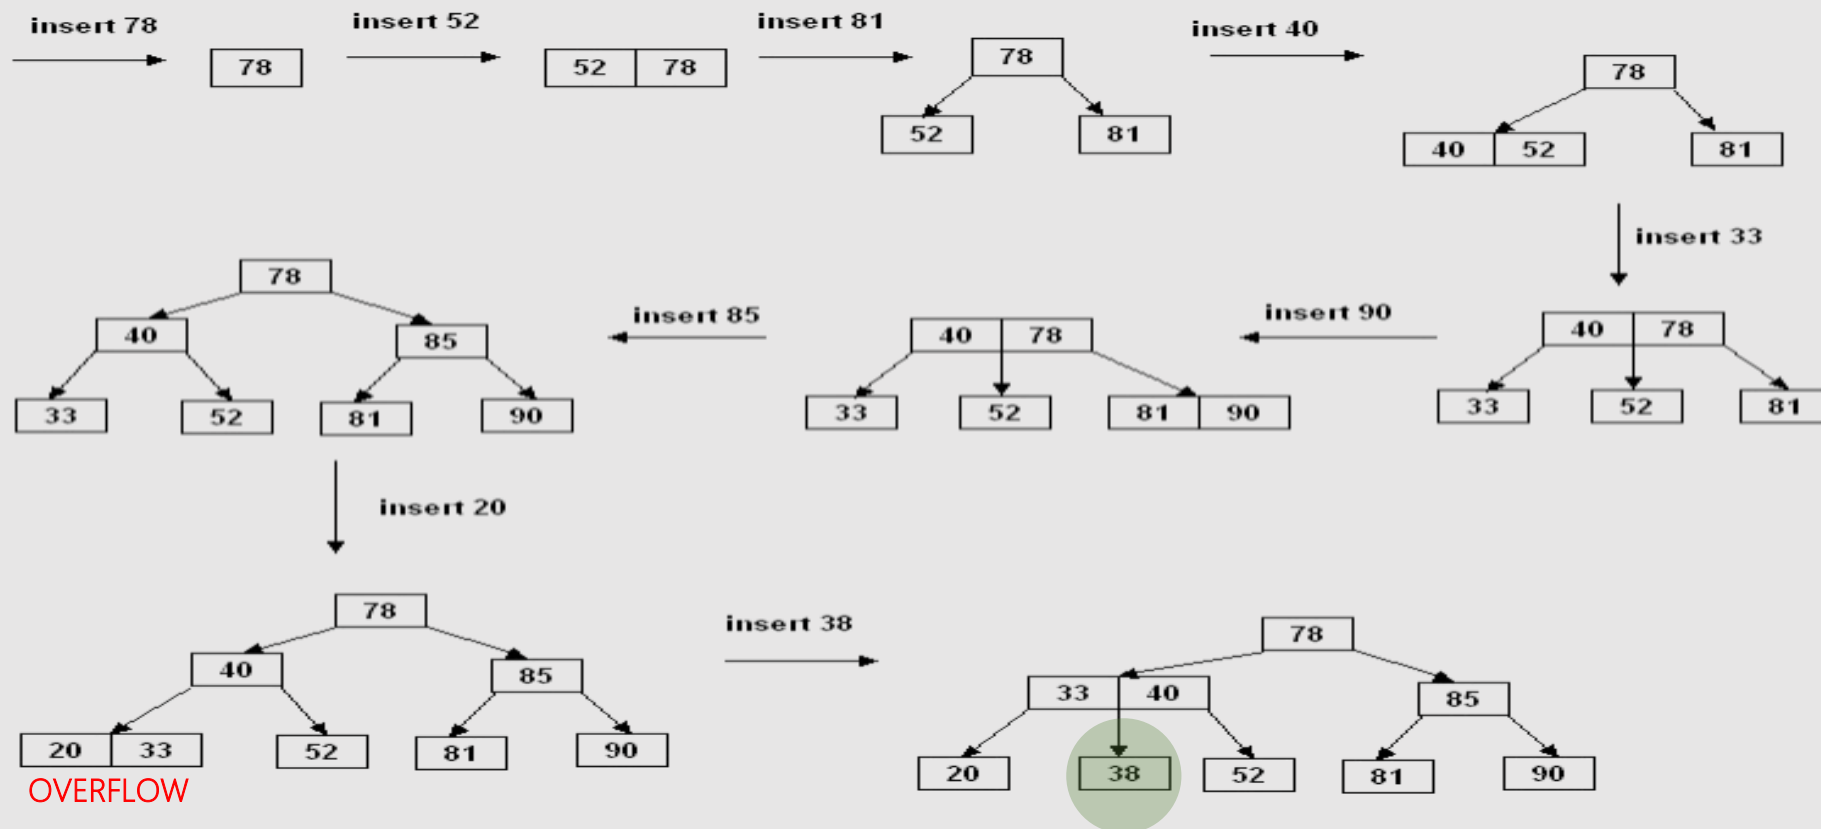 insert 78
78
insert 52
52 78
insert 81
78
52 81
insert 40
78
40 52 81
insert 33
40 78
33 52 81
insert 90
40 78
33 52 81 90
insert 85
78
40 85
33 52 81 90
insert 20
78
40 85
20 33 52 81 90
OVERFLOW
insert 38
78
33 40 85
20 38 52 81 90